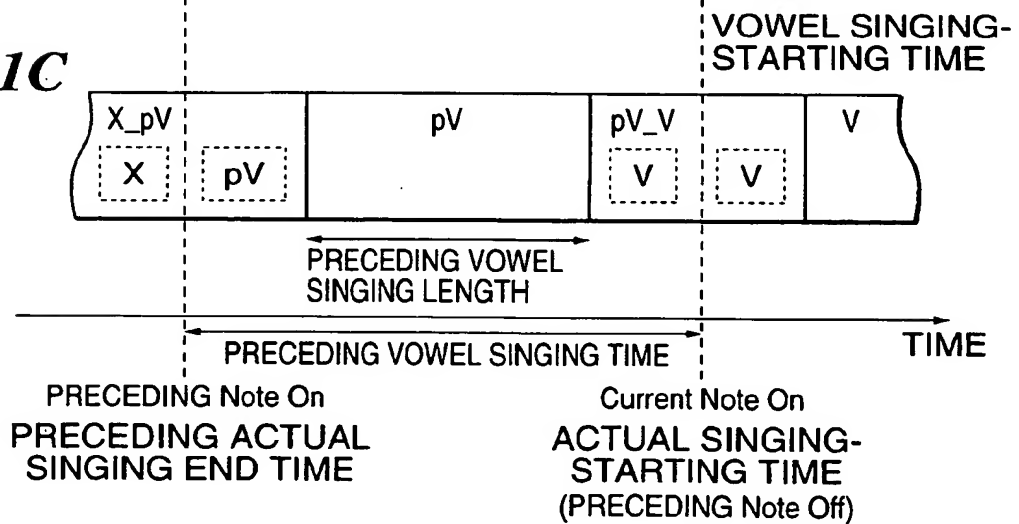 VOWEL SINGING-
STARTING TIME
1C
X_pV pV pV_V V
X pV V V
PRECEDING VOWEL
SINGING LENGTH
PRECEDING VOWEL SINGING TIME
TIME
PRECEDING Note On
PRECEDING ACTUAL
SINGING END TIME
Current Note On
ACTUAL SINGING-
STARTING TIME
(PRECEDING Note Off)